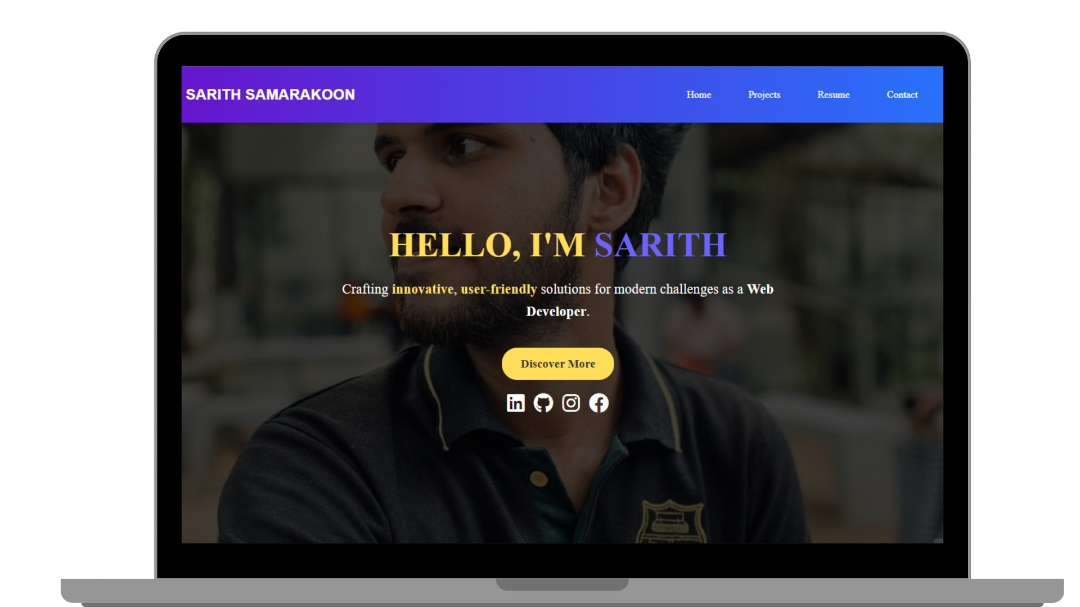 SARITH SAMARAKOON
Home Projects Resume Contact
HELLO, I'M SARITH
Crafting innovative, user-friendly solutions for modern challenges as a Web
Developer.
Discover More
in